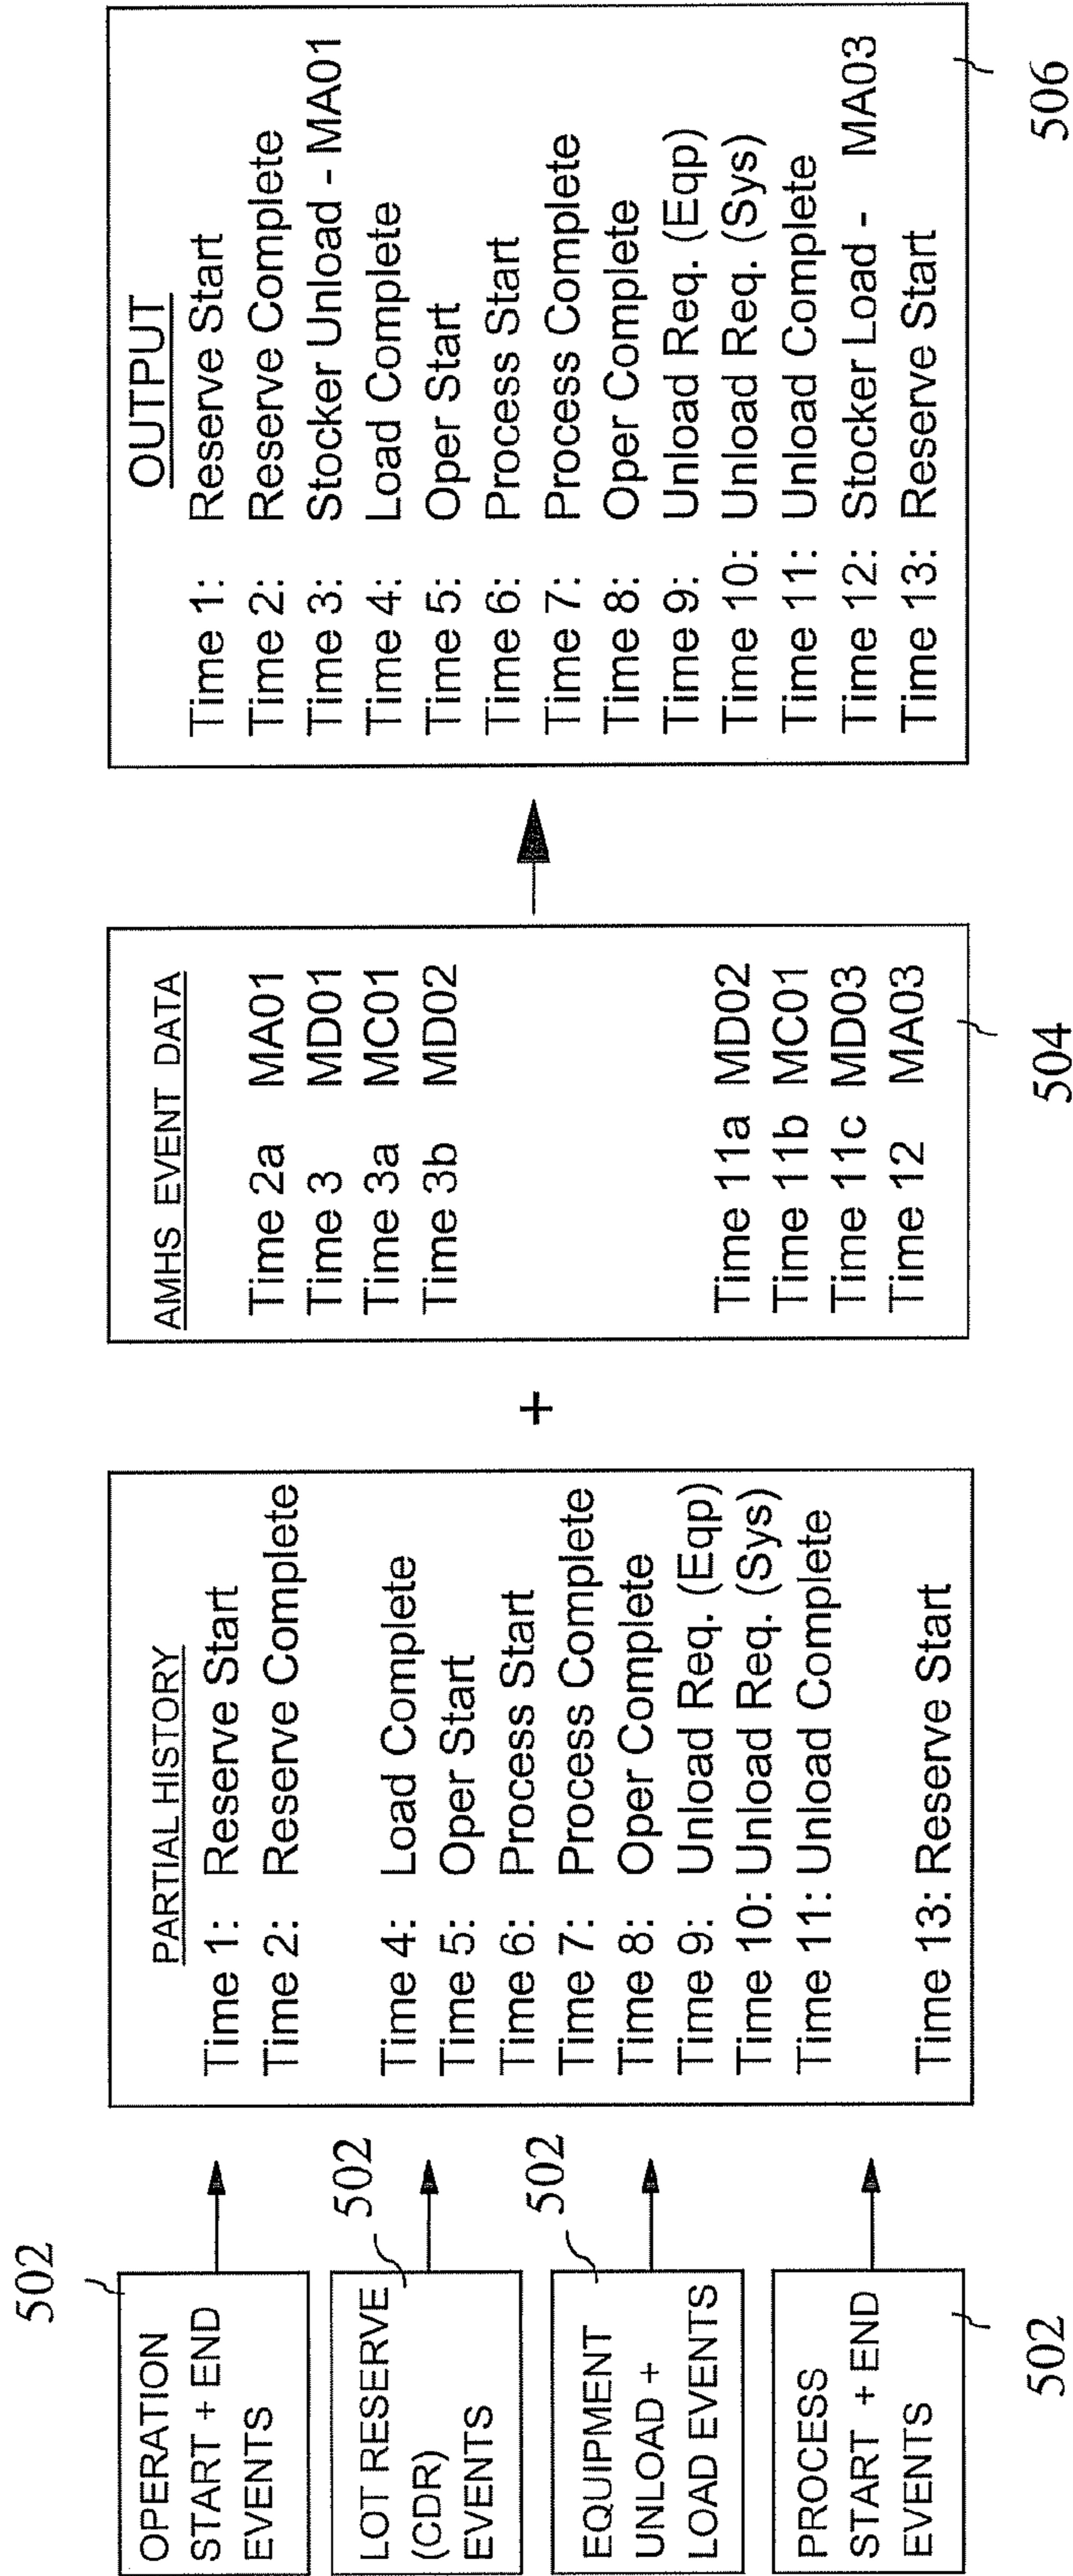 502
OPERATION
START + END
EVENTS
LOT RESERVE
(CDR)
EVENTS
502
EQUIPMENT
UNLOAD +
LOAD EVENTS
502
PROCESS
START + END
EVENTS
502
PARTIAL HISTORY
Time 1: Reserve Start
Time 2: Reserve Complete
Time 4: Load Complete
Time 5: Oper Start
Time 6: Process Start
Time 7: Process Complete
Time 8: Oper Complete
Time 9: Unload Req. (Eqp)
Time 10: Unload Req. (Sys)
Time 11: Unload Complete
Time 13: Reserve Start
+
AMHS EVENT DATA
Time 2a MA01
Time 3 MD01
Time 3a MC01
Time 3b MD02
Time 11a MD02
Time 11b MC01
Time 11c MD03
Time 12 MA03
504
OUTPUT
Time 1: Reserve Start
Time 2: Reserve Complete
Time 3: Stocker Unload - MA01
Time 4: Load Complete
Time 5: Oper Start
Time 6: Process Start
Time 7: Process Complete
Time 8: Oper Complete
Time 9: Unload Req. (Eqp)
Time 10: Unload Req. (Sys)
Time 11: Unload Complete
Time 12: Stocker Load - MA03
Time 13: Reserve Start
506